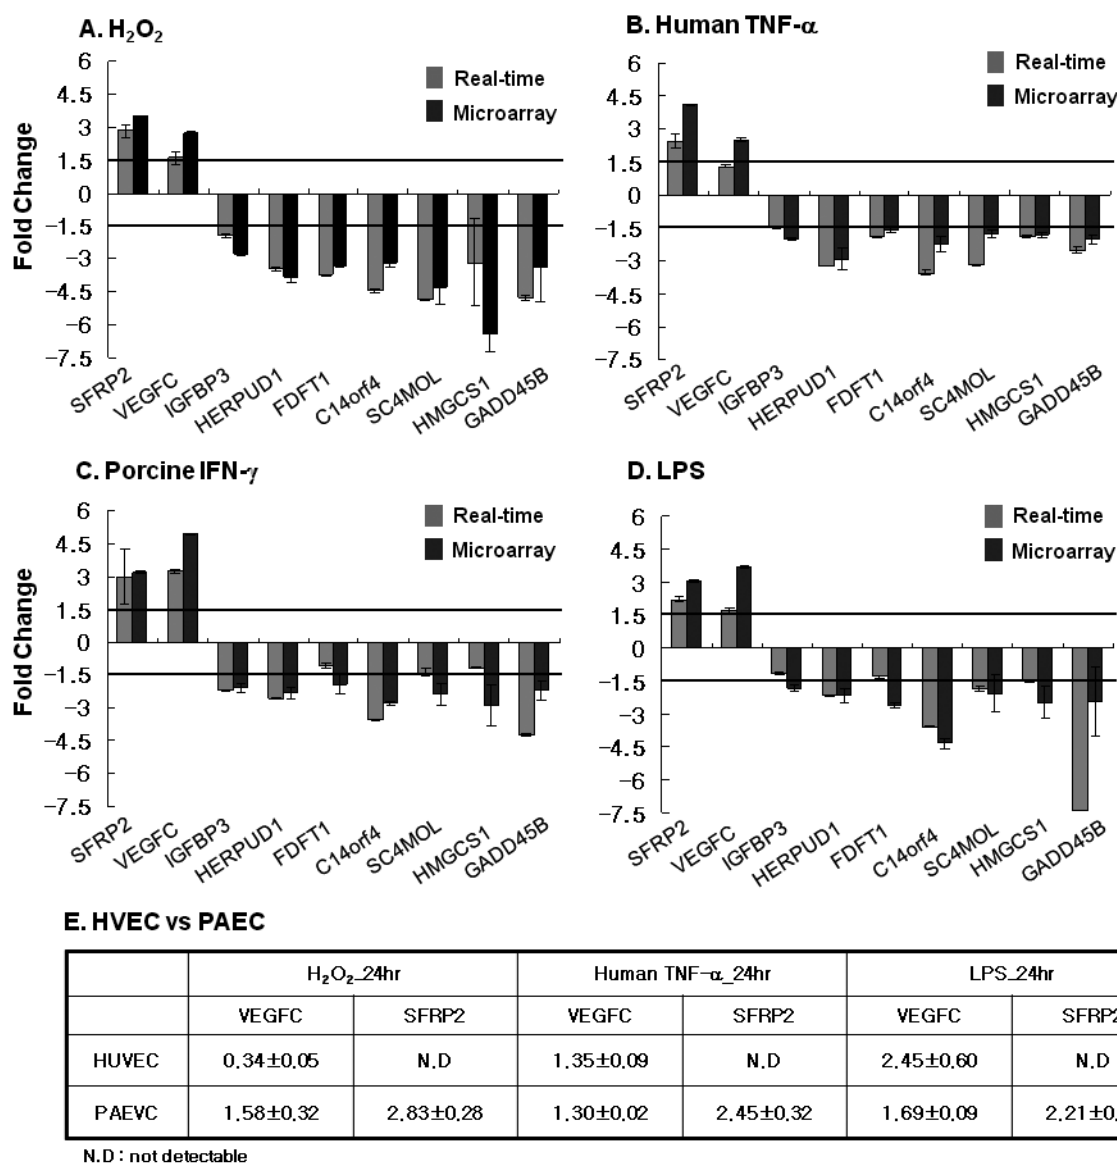 A. H₂O₂
6
4.5
3
1.5
0
−1.5
−3
−4.5
−6
−7.5
Fold Change
Real-time
Microarray
SFRP2
VEGFC
IGFBP3
HERPUD1
FDFT1
C14orf4
SC4MOL
HMGCS1
GADD45B
B. Human TNF-α
6
4.5
3
1.5
0
−1.5
−3
−4.5
−6
−7.5
Real-time
Microarray
SFRP2
VEGFC
IGFBP3
HERPUD1
FDFT1
C14orf4
SC4MOL
HMGCS1
GADD45B
C. Porcine IFN-γ
6
4.5
3
1.5
0
−1.5
−3
−4.5
−6
−7.5
Fold Change
Real-time
Microarray
SFRP2
VEGFC
IGFBP3
HERPUD1
FDFT1
C14orf4
SC4MOL
HMGCS1
GADD45B
D. LPS
6
4.5
3
1.5
0
−1.5
−3
−4.5
−6
−7.5
Real-time
Microarray
SFRP2
VEGFC
IGFBP3
HERPUD1
FDFT1
C14orf4
SC4MOL
HMGCS1
GADD45B
E. HVEC vs PAEC
H₂O₂_24hr Human TNF-α_24hr LPS_24hr
VEGFC SFRP2 VEGFC SFRP2 VEGFC SFRP2
HUVEC 0.34±0.05 N.D 1.35±0.09 N.D 2.45±0.60 N.D
PAEVC 1.58±0.32 2.83±0.28 1.30±0.02 2.45±0.32 1.69±0.09
N.D : not detectable